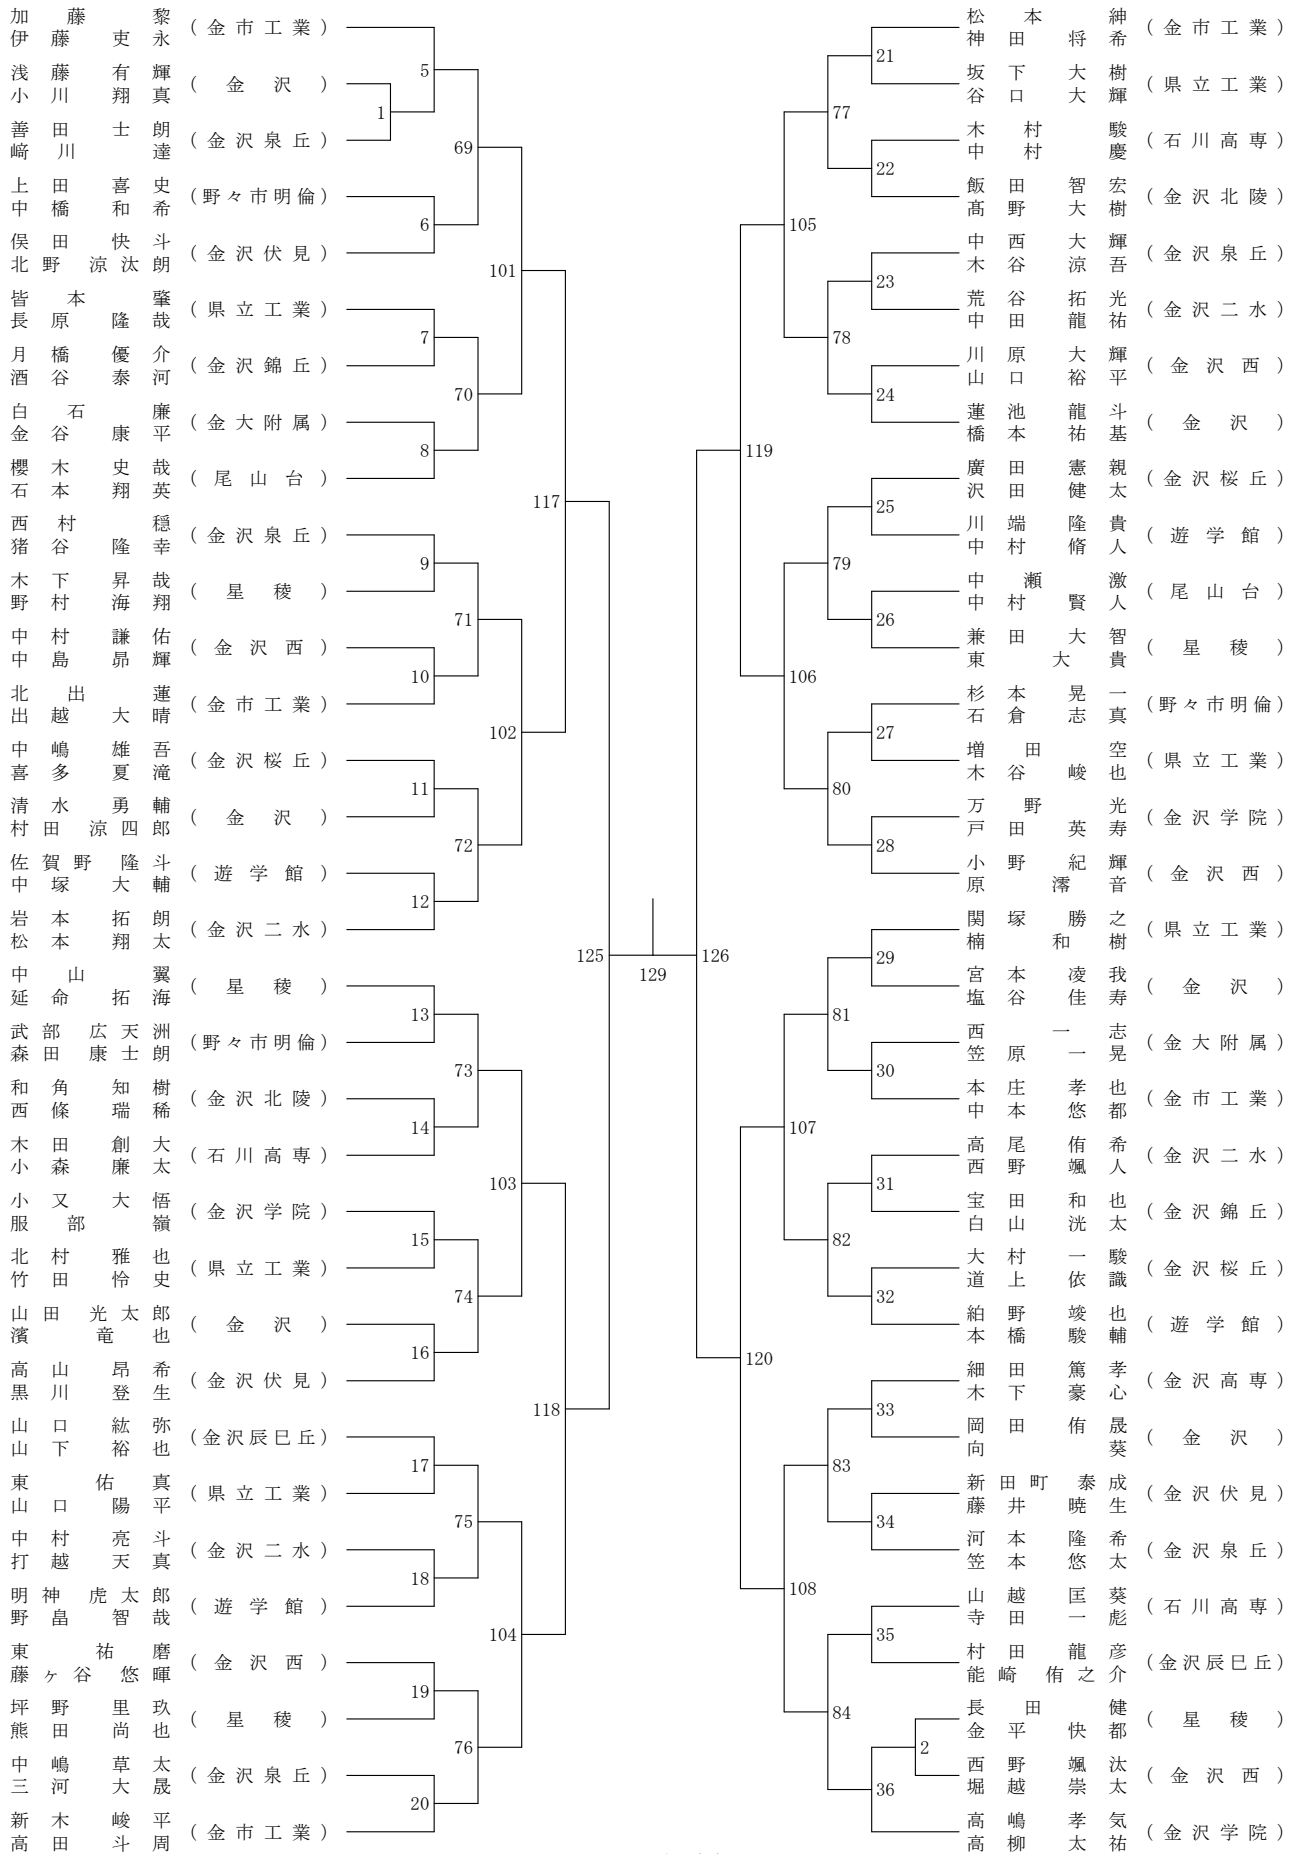 加藤黎
伊藤吏永
(金市工業)
浅藤有輝
小川翔真
(金沢)
善田士朗
﨑川達
(金沢泉丘)
上田喜史
中橋和希
(野々市明倫)
俣田快斗
北野涼汰朗
(金沢伏見)
皆本肇
長原隆哉
(県立工業)
月橋優介
酒谷泰河
(金沢錦丘)
白石廉
金谷康平
(金大附属)
櫻木史哉
石本翔英
(尾山台)
西村穏
猪谷隆幸
(金沢泉丘)
木下昇哉
野村海翔
(星稜)
中村謙佑
中島昴輝
(金沢西)
北出蓮
出越大晴
(金市工業)
中嶋雄吾
喜多夏滝
(金沢桜丘)
清水勇輔
村田涼四郎
(金沢)
佐賀野隆斗
中塚大輔
(遊学館)
岩本拓朗
松本翔太
(金沢二水)
中山翼
延命拓海
(星稜)
武部広天洲
森田康士朗
(野々市明倫)
和角知樹
西條瑞稀
(金沢北陵)
木田創大
小森廉太
(石川高専)
小又大悟
服部嶺
(金沢学院)
北村雅也
竹田怜史
(県立工業)
山田光太郎
濱竜也
(金沢)
高山昂希
黒川登生
(金沢伏見)
山口紘弥
山下裕也
(金沢辰巳丘)
東佑真
山口陽平
(県立工業)
中村亮斗
打越天真
(金沢二水)
明神虎太郎
野畠智哉
(遊学館)
東祐磨
藤ヶ谷悠暉
(金沢西)
坪野里玖
熊田尚也
(星稜)
中嶋草太
三河大晟
(金沢泉丘)
新木峻平
高田斗周
(金市工業)
1
5
6
7
8
9
10
11
12
13
14
15
16
17
18
19
20
69
70
71
72
73
74
75
76
101
102
103
104
117
118
125
129
126
119
120
105
106
107
108
77
78
79
80
81
82
83
84
21
22
23
24
25
26
27
28
29
30
31
32
33
34
35
36
2
松本紳
神田将希
(金市工業)
坂下大樹
谷口大輝
(県立工業)
木村駿
中村慶
(石川高専)
飯田智宏
髙野大樹
(金沢北陵)
中西大輝
木谷涼吾
(金沢泉丘)
荒谷拓光
中田龍祐
(金沢二水)
川原大輝
山口裕平
(金沢西)
蓮池龍斗
橋本祐基
(金沢)
廣田憲親
沢田健太
(金沢桜丘)
川端隆貴
中村脩人
(遊学館)
中瀬激
中村賢人
(尾山台)
兼田大智
東大貴
(星稜)
杉本晃一
石倉志真
(野々市明倫)
増田空
木谷峻也
(県立工業)
万野光
戸田英寿
(金沢学院)
小野紀輝
原澪音
(金沢西)
関塚勝之
楠和樹
(県立工業)
宮本凌我
塩谷佳寿
(金沢)
西一志
笠原一晃
(金大附属)
本庄孝也
中本悠都
(金市工業)
高尾侑希
西野颯人
(金沢二水)
宝田和也
白山洸太
(金沢錦丘)
大村一駿
道上依識
(金沢桜丘)
絈野竣也
本橋駿輔
(遊学館)
細田篤孝
木下豪心
(金沢高専)
岡田侑晟
向葵
(金沢)
新田町泰成
藤井暁生
(金沢伏見)
河本隆希
笠本悠太
(金沢泉丘)
山越匡葵
寺田一彪
(石川高専)
村田龍彦
能崎侑之介
(金沢辰巳丘)
長田健
金平快都
(星稜)
西野颯汰
堀越崇太
(金沢西)
高嶋孝気
高柳太祐
(金沢学院)